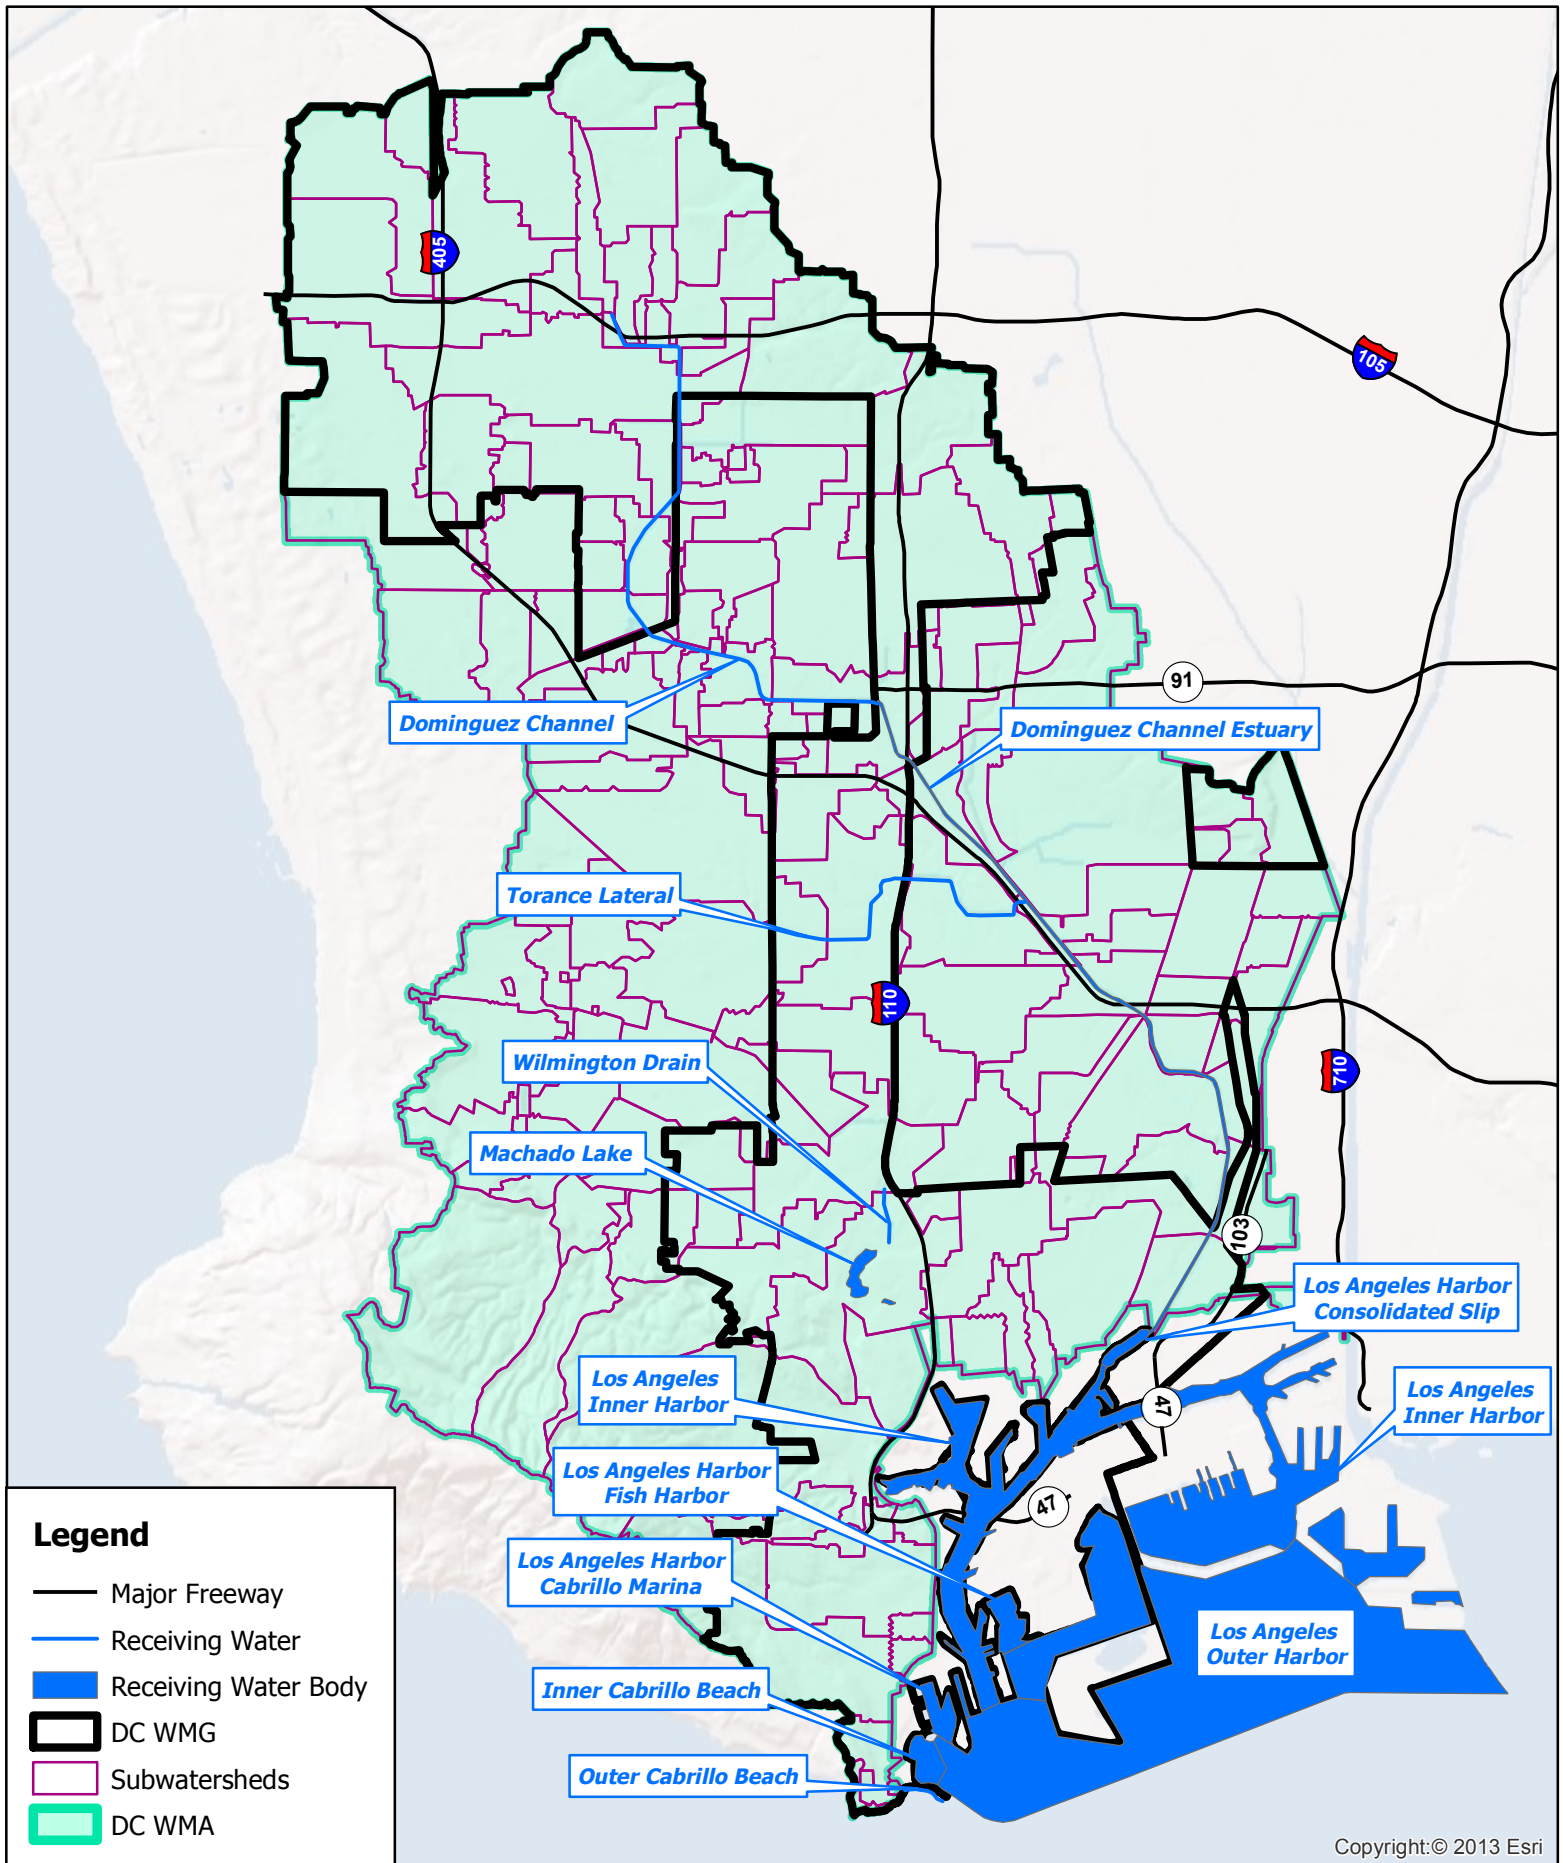 405
105
91
Dominguez Channel
Dominguez Channel Estuary
Torance Lateral
110
Wilmington Drain
710
Machado Lake
103
Los Angeles Harbor
Consolidated Slip
Los Angeles
Inner Harbor
Los Angeles
Inner Harbor
47
Los Angeles Harbor
Fish Harbor
47
Los Angeles Harbor
Cabrillo Marina
Los Angeles
Outer Harbor
Inner Cabrillo Beach
Outer Cabrillo Beach
Legend
Major Freeway
Receiving Water
Receiving Water Body
DC WMG
Subwatersheds
DC WMA
Copyright:© 2013 Esri